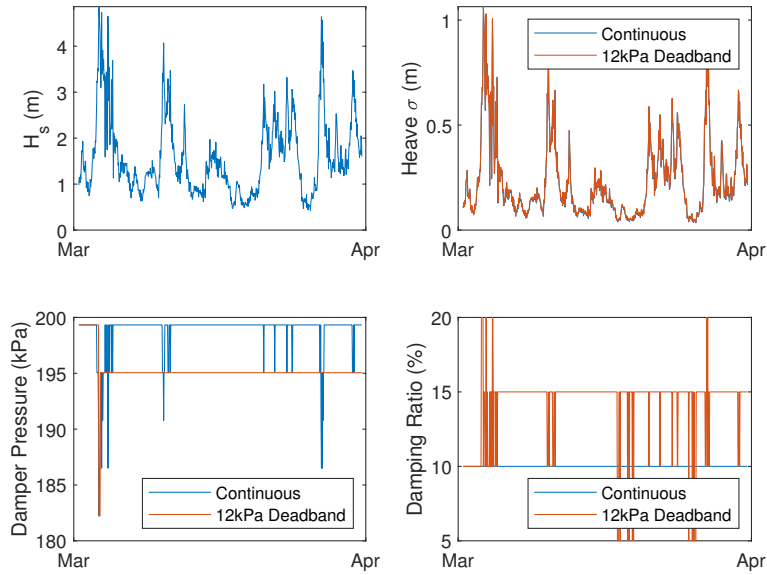 H_s (m)
4
3
2
1
0
Mar
Apr
Heave σ (m)
1
0.5
0
Mar
Apr
Continuous
12kPa Deadband
Damper Pressure (kPa)
200
195
190
185
180
Mar
Apr
Continuous
12kPa Deadband
Damping Ratio (%)
20
15
10
5
Mar
Apr
Continuous
12kPa Deadband